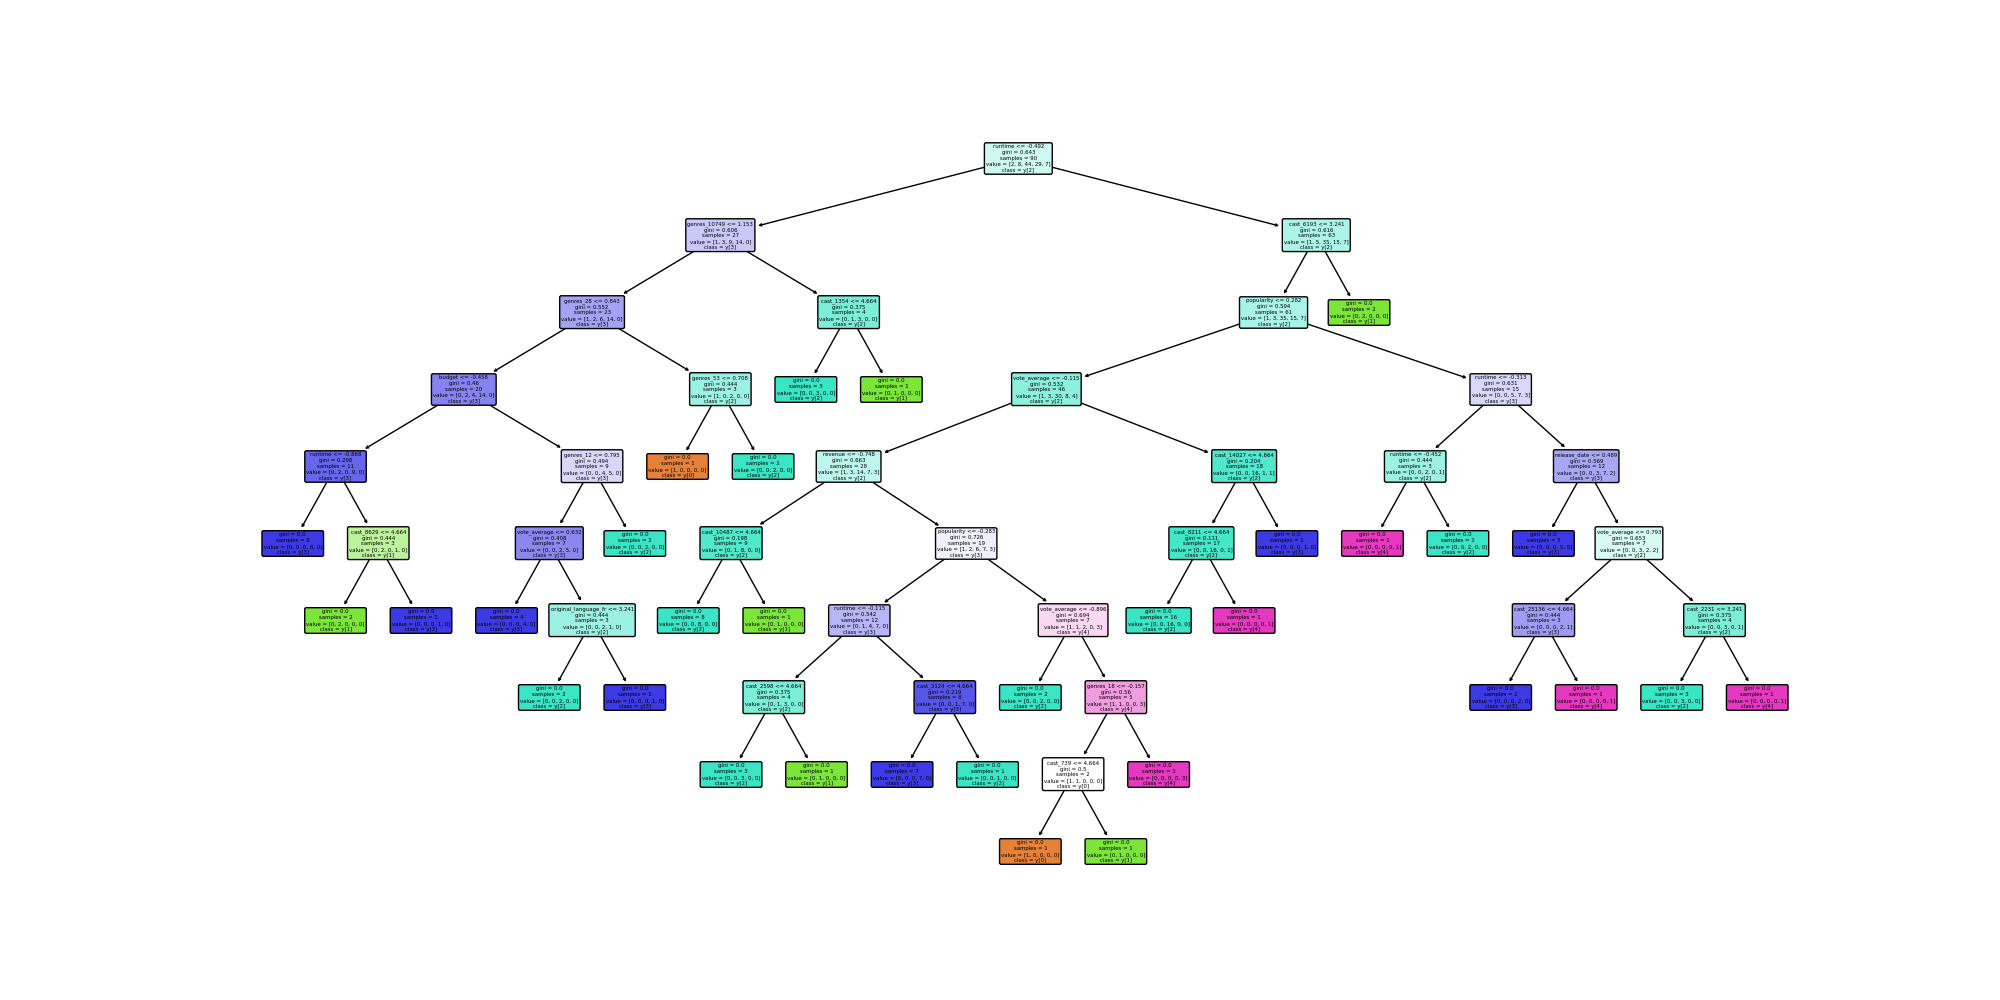 runtime <= -0.492
gini = 0.643
samples = 90
value = [2, 8, 44, 29, 7]
class = y[2]
genres_10749 <= 1.153
gini = 0.606
samples = 27
value = [1, 3, 9, 14, 0]
class = y[3]
cast_6193 <= 3.241
gini = 0.616
samples = 63
value = [1, 5, 35, 15, 7]
class = y[2]
genres_28 <= 0.843
gini = 0.552
samples = 23
value = [1, 2, 6, 14, 0]
class = y[3]
cast_1354 <= 4.664
gini = 0.375
samples = 4
value = [0, 1, 3, 0, 0]
class = y[2]
popularity <= 0.282
gini = 0.594
samples = 61
value = [1, 3, 35, 15, 7]
class = y[2]
gini = 0.0
samples = 2
value = [0, 2, 0, 0, 0]
class = y[1]
budget <= -0.458
gini = 0.46
samples = 20
value = [0, 2, 4, 14, 0]
class = y[3]
genres_53 <= 0.708
gini = 0.444
samples = 3
value = [1, 0, 2, 0, 0]
class = y[2]
gini = 0.0
samples = 3
value = [0, 0, 3, 0, 0]
class = y[2]
gini = 0.0
samples = 1
value = [0, 1, 0, 0, 0]
class = y[1]
vote_average <= -0.115
gini = 0.532
samples = 46
value = [1, 3, 30, 8, 4]
class = y[2]
runtime <= -0.313
gini = 0.631
samples = 15
value = [0, 0, 5, 7, 3]
class = y[3]
runtime <= -0.868
gini = 0.298
samples = 11
value = [0, 2, 0, 9, 0]
class = y[3]
genres_12 <= 0.795
gini = 0.494
samples = 9
value = [0, 0, 4, 5, 0]
class = y[3]
gini = 0.0
samples = 1
value = [1, 0, 0, 0, 0]
class = y[0]
gini = 0.0
samples = 2
value = [0, 0, 2, 0, 0]
class = y[2]
revenue <= -0.748
gini = 0.663
samples = 28
value = [1, 3, 14, 7, 3]
class = y[2]
cast_14027 <= 4.664
gini = 0.204
samples = 18
value = [0, 0, 16, 1, 1]
class = y[2]
runtime <= -0.452
gini = 0.444
samples = 3
value = [0, 0, 2, 0, 1]
class = y[2]
release_date <= 0.489
gini = 0.569
samples = 12
value = [0, 0, 3, 7, 2]
class = y[3]
gini = 0.0
samples = 8
value = [0, 0, 0, 8, 0]
class = y[3]
cast_8629 <= 4.664
gini = 0.444
samples = 3
value = [0, 2, 0, 1, 0]
class = y[1]
vote_average <= 0.632
gini = 0.408
samples = 7
value = [0, 0, 2, 5, 0]
class = y[3]
gini = 0.0
samples = 2
value = [0, 0, 2, 0, 0]
class = y[2]
cast_10487 <= 4.664
gini = 0.198
samples = 9
value = [0, 1, 8, 0, 0]
class = y[2]
popularity <= -0.283
gini = 0.726
samples = 19
value = [1, 2, 6, 7, 3]
class = y[3]
cast_8211 <= 4.664
gini = 0.111
samples = 17
value = [0, 0, 16, 0, 1]
class = y[2]
gini = 0.0
samples = 1
value = [0, 0, 0, 1, 0]
class = y[3]
gini = 0.0
samples = 1
value = [0, 0, 0, 0, 1]
class = y[4]
gini = 0.0
samples = 2
value = [0, 0, 2, 0, 0]
class = y[2]
gini = 0.0
samples = 5
value = [0, 0, 0, 5, 0]
class = y[3]
vote_average <= 0.793
gini = 0.653
samples = 7
value = [0, 0, 3, 2, 2]
class = y[2]
gini = 0.0
samples = 2
value = [0, 2, 0, 0, 0]
class = y[1]
gini = 0.0
samples = 1
value = [0, 0, 0, 1, 0]
class = y[3]
gini = 0.0
samples = 4
value = [0, 0, 0, 4, 0]
class = y[3]
original_language_fr <= 3.241
gini = 0.444
samples = 3
value = [0, 0, 2, 1, 0]
class = y[2]
gini = 0.0
samples = 8
value = [0, 0, 8, 0, 0]
class = y[2]
gini = 0.0
samples = 1
value = [0, 1, 0, 0, 0]
class = y[1]
runtime <= -0.115
gini = 0.542
samples = 12
value = [0, 1, 4, 7, 0]
class = y[3]
vote_average <= -0.896
gini = 0.694
samples = 7
value = [1, 1, 2, 0, 3]
class = y[4]
gini = 0.0
samples = 16
value = [0, 0, 16, 0, 0]
class = y[2]
gini = 0.0
samples = 1
value = [0, 0, 0, 0, 1]
class = y[4]
cast_25136 <= 4.664
gini = 0.444
samples = 3
value = [0, 0, 0, 2, 1]
class = y[3]
cast_2231 <= 3.241
gini = 0.375
samples = 4
value = [0, 0, 3, 0, 1]
class = y[2]
gini = 0.0
samples = 2
value = [0, 0, 2, 0, 0]
class = y[2]
gini = 0.0
samples = 1
value = [0, 0, 0, 1, 0]
class = y[3]
cast_2598 <= 4.664
gini = 0.375
samples = 4
value = [0, 1, 3, 0, 0]
class = y[2]
cast_3124 <= 4.664
gini = 0.219
samples = 8
value = [0, 0, 1, 7, 0]
class = y[3]
gini = 0.0
samples = 2
value = [0, 0, 2, 0, 0]
class = y[2]
genres_18 <= -0.157
gini = 0.56
samples = 5
value = [1, 1, 0, 0, 3]
class = y[4]
gini = 0.0
samples = 2
value = [0, 0, 0, 2, 0]
class = y[3]
gini = 0.0
samples = 1
value = [0, 0, 0, 0, 1]
class = y[4]
gini = 0.0
samples = 3
value = [0, 0, 3, 0, 0]
class = y[2]
gini = 0.0
samples = 1
value = [0, 0, 0, 0, 1]
class = y[4]
gini = 0.0
samples = 3
value = [0, 0, 3, 0, 0]
class = y[2]
gini = 0.0
samples = 1
value = [0, 1, 0, 0, 0]
class = y[1]
gini = 0.0
samples = 7
value = [0, 0, 0, 7, 0]
class = y[3]
gini = 0.0
samples = 1
value = [0, 0, 1, 0, 0]
class = y[2]
cast_739 <= 4.664
gini = 0.5
samples = 2
value = [1, 1, 0, 0, 0]
class = y[0]
gini = 0.0
samples = 3
value = [0, 0, 0, 0, 3]
class = y[4]
gini = 0.0
samples = 1
value = [1, 0, 0, 0, 0]
class = y[0]
gini = 0.0
samples = 1
value = [0, 1, 0, 0, 0]
class = y[1]